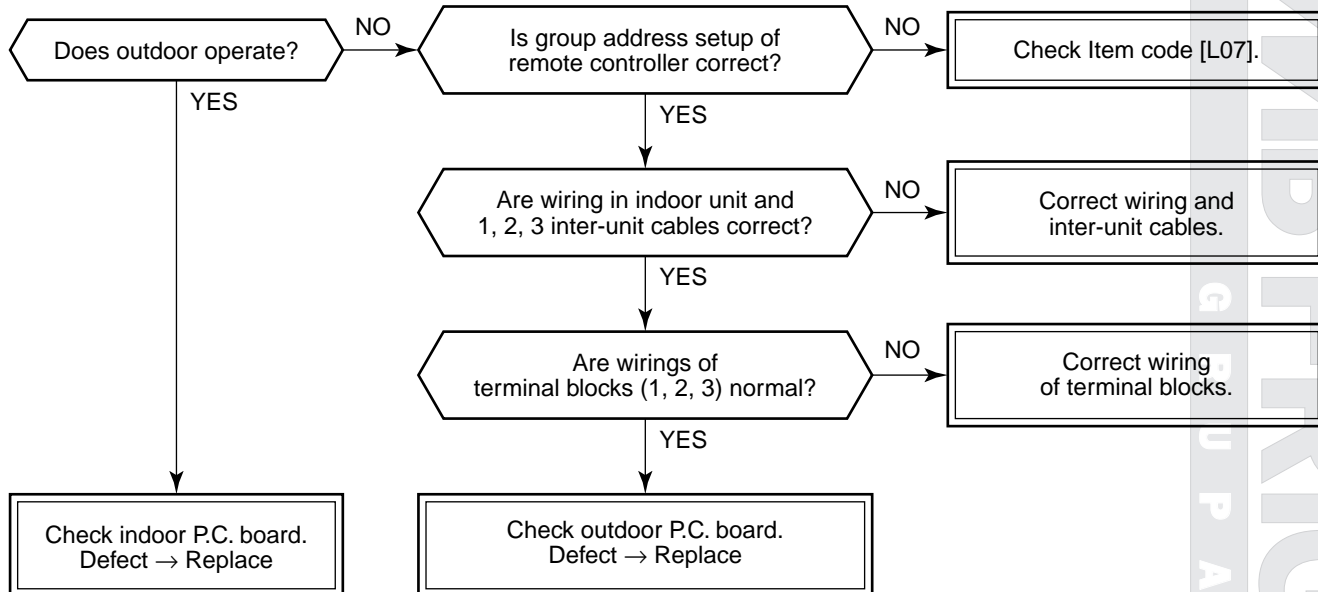 Does outdoor operate?
NO
Is group address setup of
remote controller correct?
NO
Check Item code [L07].
YES
YES
Are wiring in indoor unit and
1, 2, 3 inter-unit cables correct?
NO
Correct wiring and
inter-unit cables.
YES
Are wirings of
terminal blocks (1, 2, 3) normal?
NO
Correct wiring
of terminal blocks.
YES
Check indoor P.C. board.
Defect → Replace
Check outdoor P.C. board.
Defect → Replace